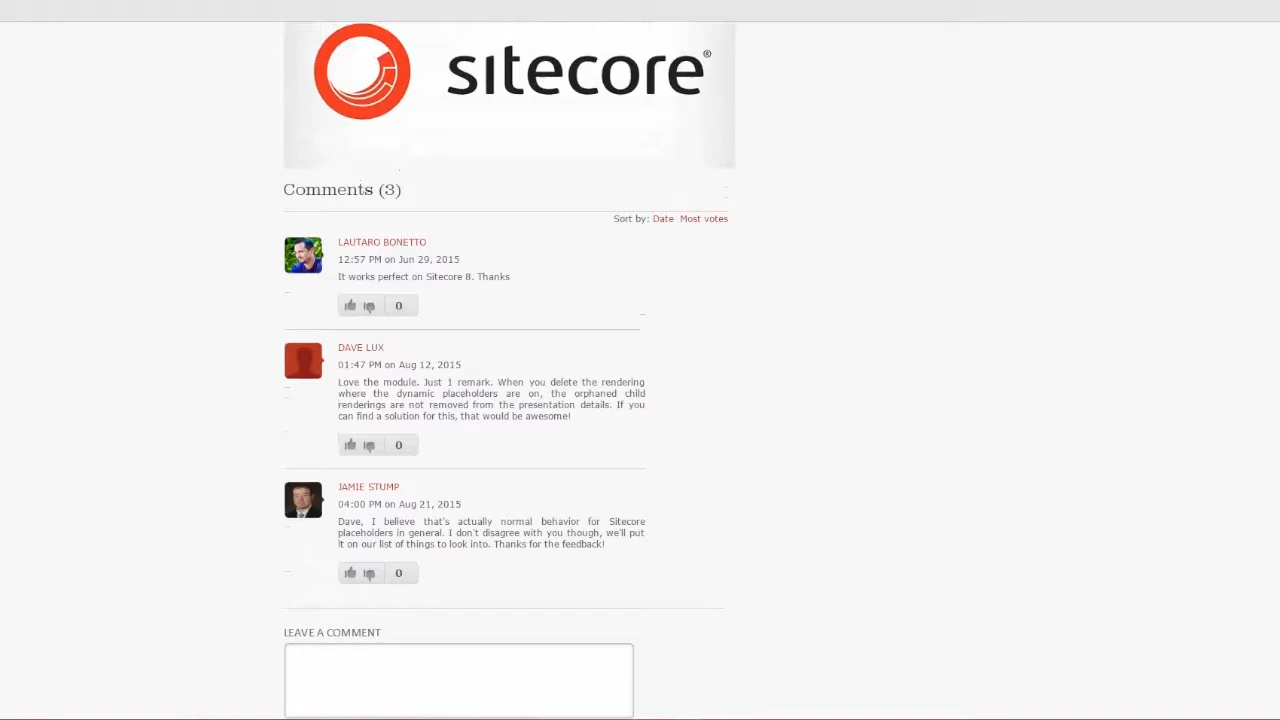 sitecore®
Comments (3)
Sort by: Date Most votes
LAUTARO BONETTO
12:57 PM on Jun 29, 2015
It works perfect on Sitecore 8. Thanks
0
DAVE LUX
01:47 PM on Aug 12, 2015
Love the module. Just 1 remark. When you delete the rendering
where the dynamic placeholders are on, the orphaned child
renderings are not removed from the presentation details. If you
can find a solution for this, that would be awesome!
0
JAMIE STUMP
04:00 PM on Aug 21, 2015
Dave, I believe that's actually normal behavior for Sitecore
placeholders in general. I don't disagree with you though, we'll put
it on our list of things to look into. Thanks for the feedback!
0
LEAVE A COMMENT